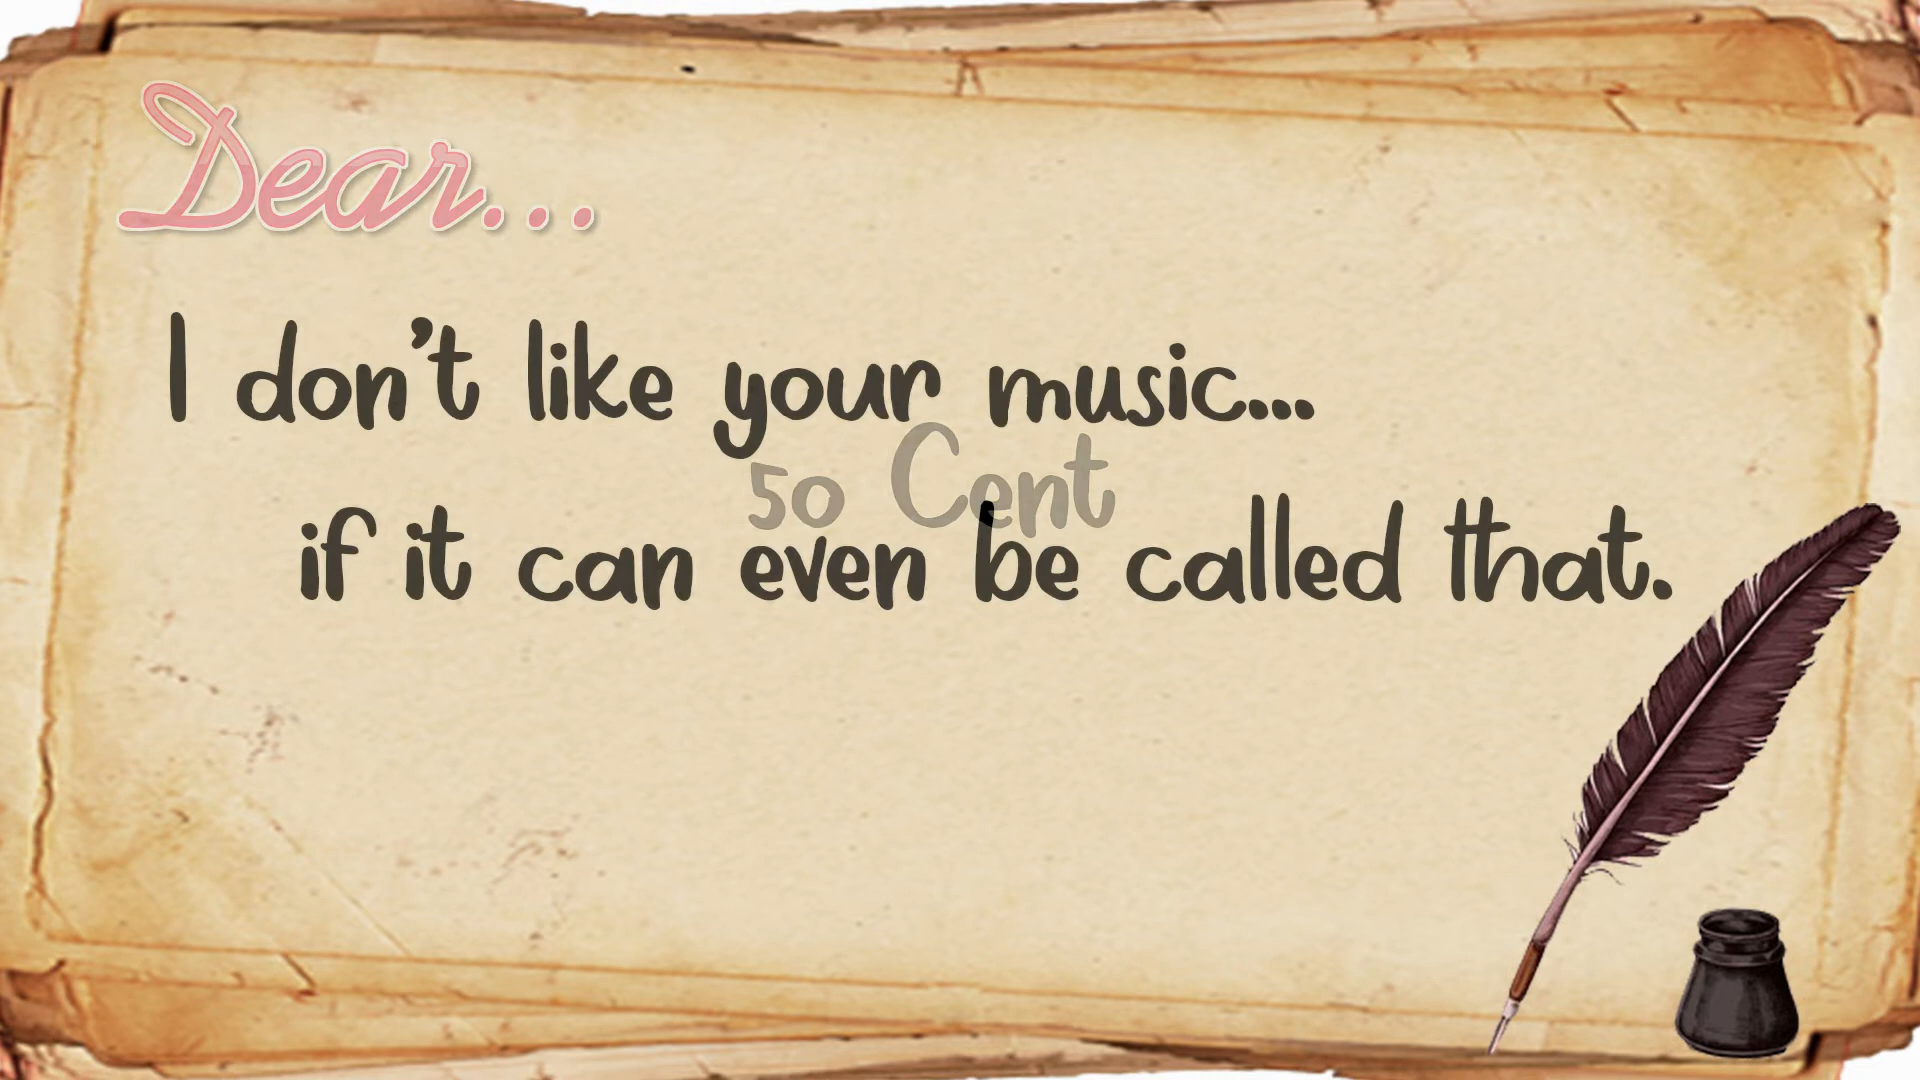 Dear...
I don't like your music...
50 Cent
if it can even be called that.